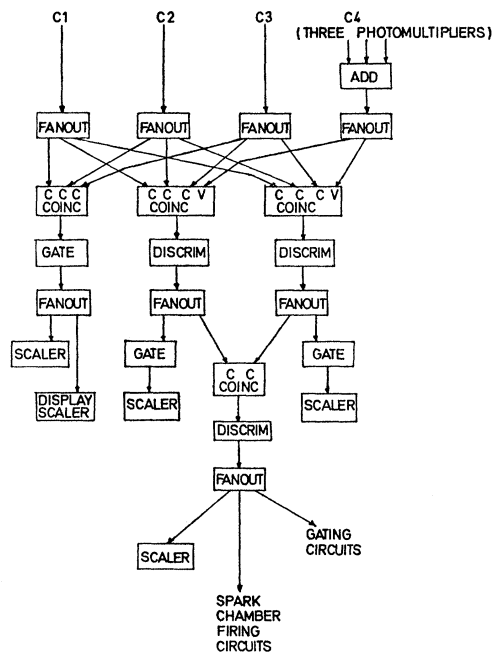 C1 C2 C3 C4
(THREE PHOTOMULTIPLIERS)
ADD
FANOUT FANOUT FANOUT FANOUT
C C C C C C V C C C V
COINC COINC COINC
GATE DISCRIM DISCRIM
FANOUT FANOUT FANOUT
SCALER GATE GATE
C C
COINC
DISPLAY
SCALER SCALER SCALER
DISCRIM
FANOUT
GATING
CIRCUITS
SCALER
SPARK
CHAMBER
FIRING
CIRCUITS